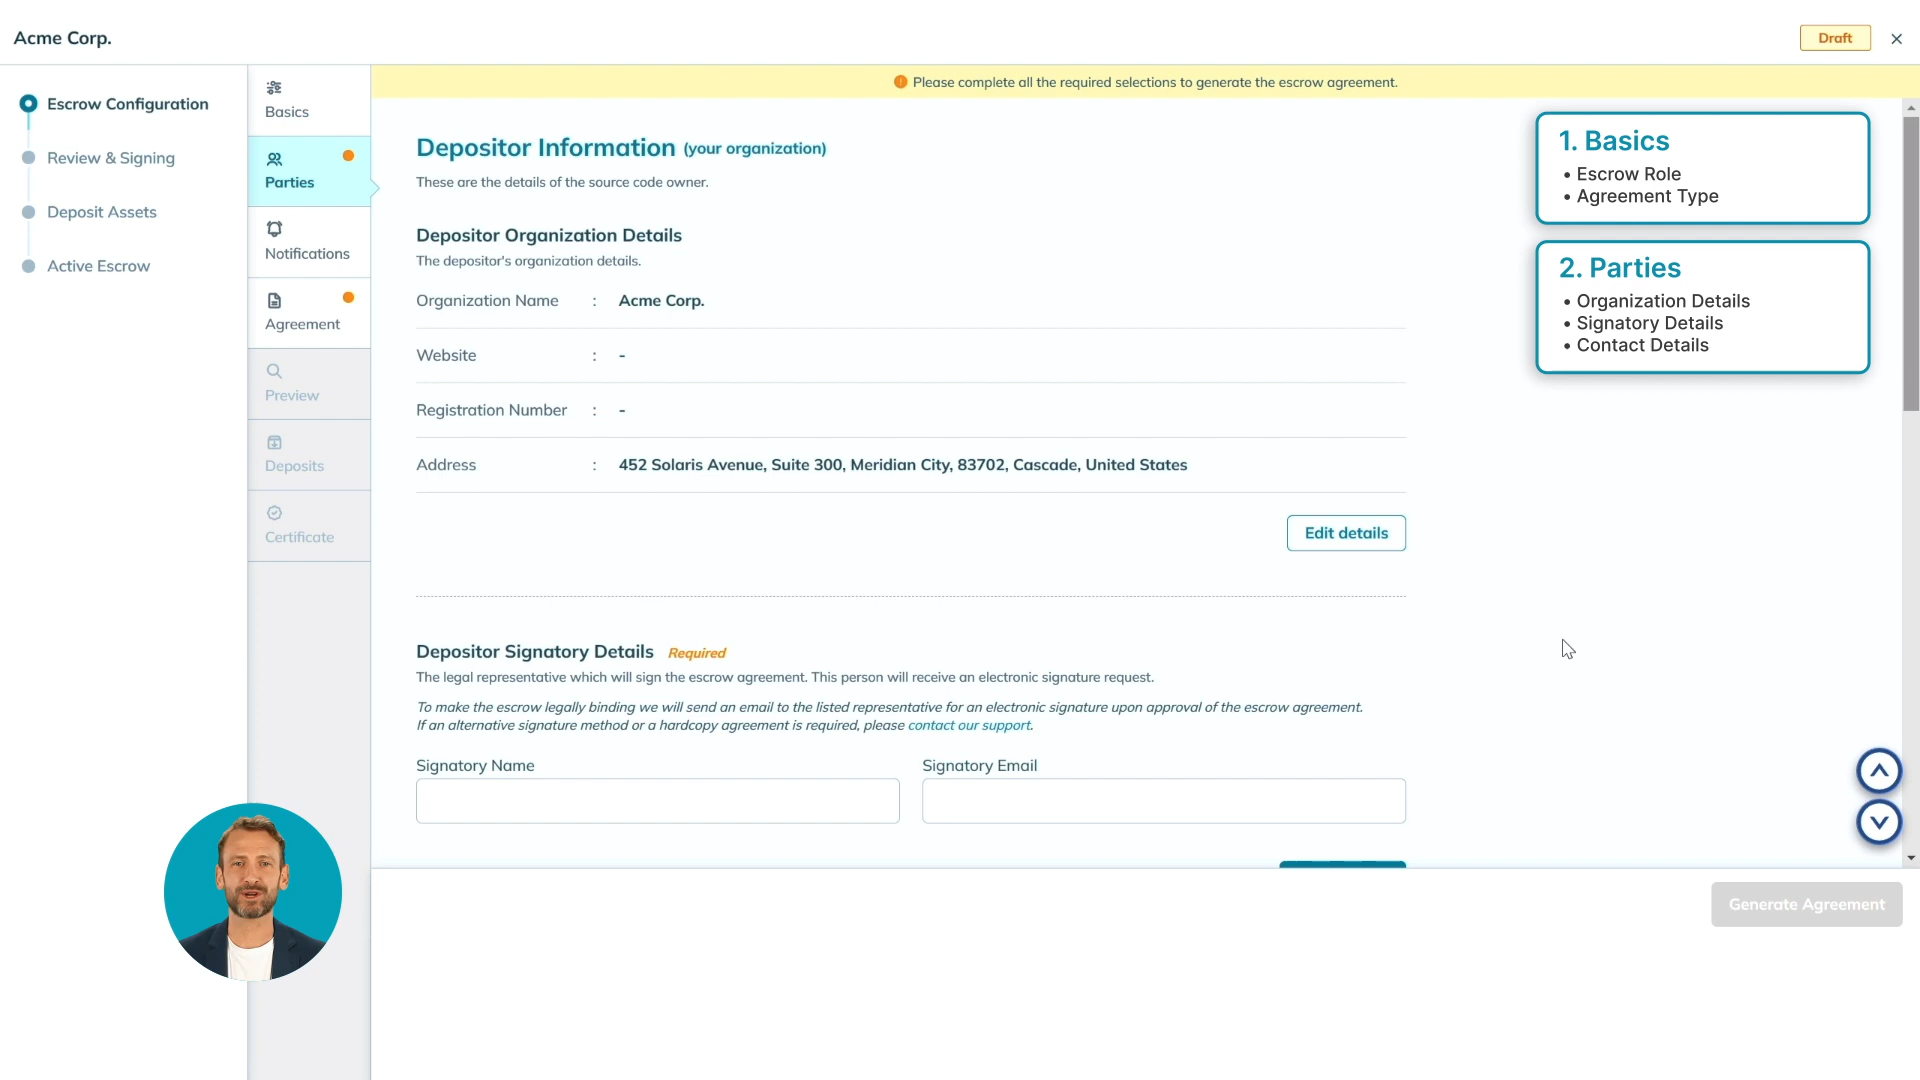 Acme Corp.
Draft
Escrow Configuration
Review & Signing
Deposit Assets
Active Escrow
Basics
Parties
Notifications
Agreement
Preview
Deposits
Certificate
Please complete all the required selections to generate the escrow agreement.
Depositor Information (your organization)
These are the details of the source code owner.
Depositor Organization Details
The depositor's organization details.
Organization Name : Acme Corp.
Website : -
Registration Number : -
Address : 452 Solaris Avenue, Suite 300, Meridian City, 83702, Cascade, United States
Edit details
Depositor Signatory Details Required
The legal representative which will sign the escrow agreement. This person will receive an electronic signature request.
To make the escrow legally binding we will send an email to the listed representative for an electronic signature upon approval of the escrow agreement.
If an alternative signature method or a hardcopy agreement is required, please contact our support.
Signatory Name
Signatory Email
1. Basics
• Escrow Role
• Agreement Type
2. Parties
• Organization Details
• Signatory Details
• Contact Details
Generate Agreement